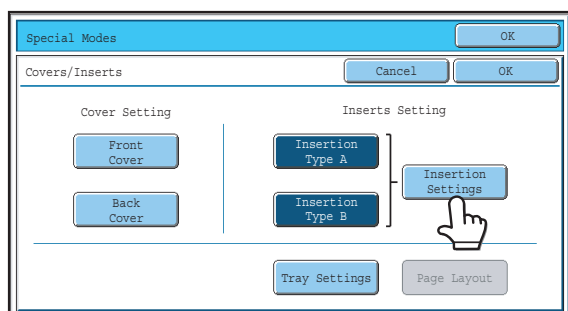 Special Modes
OK
Covers/Inserts
Cancel
OK
Cover Setting
Inserts Setting
Front
Cover
Insertion
Type A
Insertion
Settings
Back
Cover
Insertion
Type B
Tray Settings
Page Layout